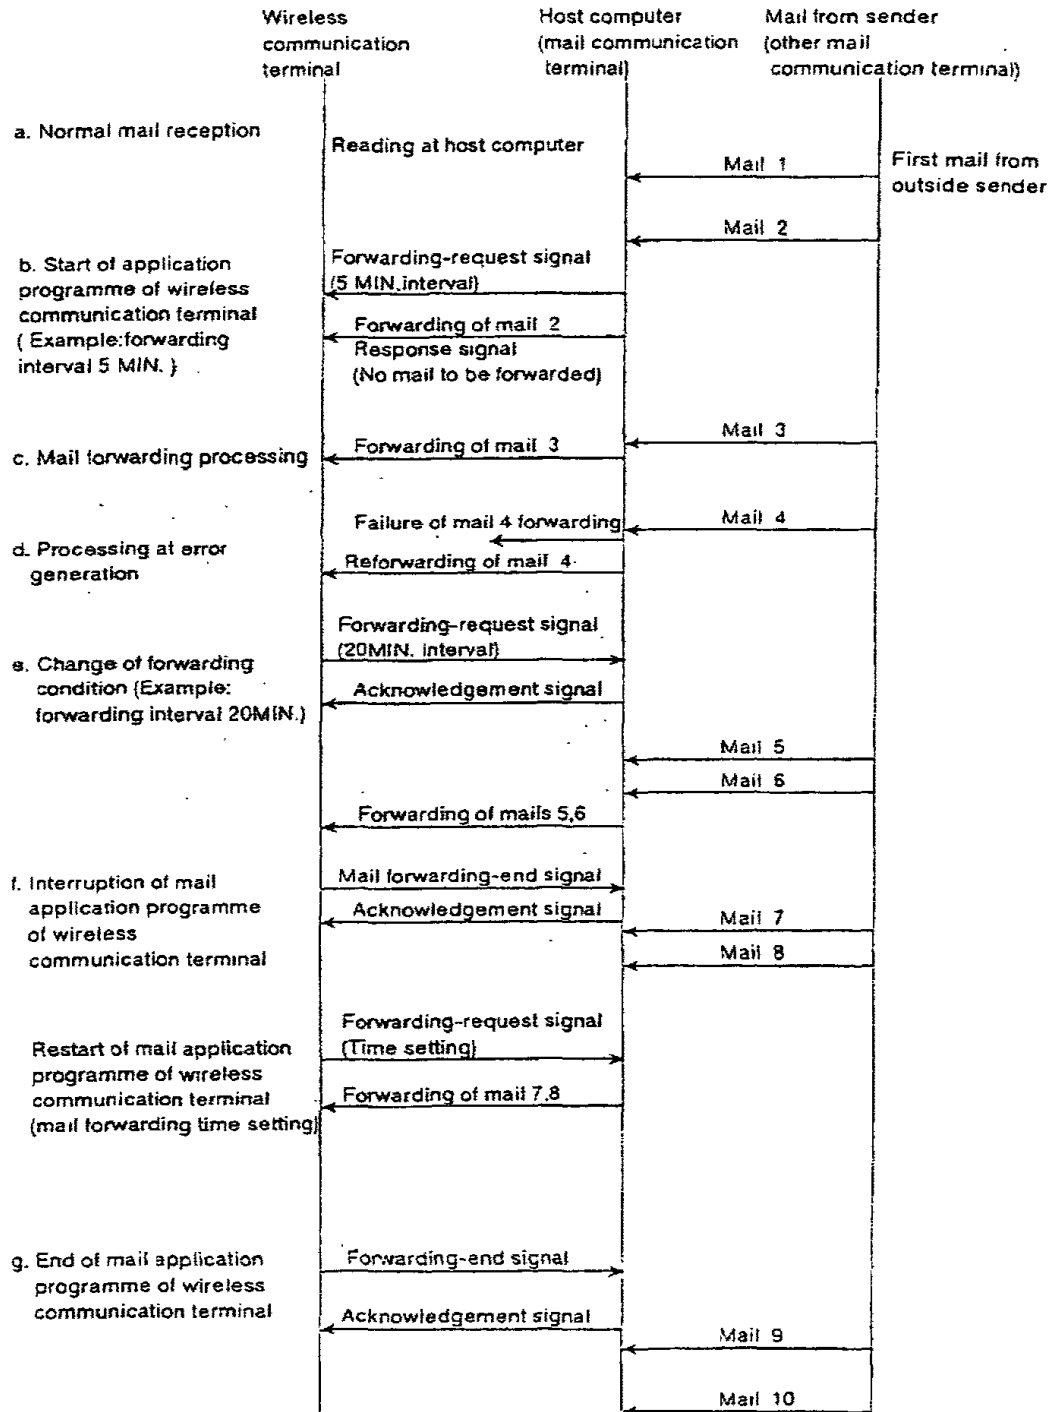 Wireless
communication
terminal
Host computer
(mail communication
terminal)
Mail from sender
(other mail
communication terminal)
a. Normal mail reception
Reading at host computer
Mail 1
First mail from
outside sender
Mail 2
b. Start of application
programme of wireless
communication terminal
( Example:forwarding
interval 5 MIN. )
Forwarding-request signal
(5 MIN.interval)
Forwarding of mail 2
Response signal
(No mail to be forwarded)
Mail 3
c. Mail forwarding processing
Forwarding of mail 3
Mail 4
Failure of mail 4 forwarding
d. Processing at error
generation
Reforwarding of mail 4
Forwarding-request signal
(20MIN. interval)
e. Change of forwarding
condition (Example:
forwarding interval 20MIN.)
Acknowledgement signal
Mail 5
Mail 6
Forwarding of mails 5,6
f. Interruption of mail
application programme
of wireless
communication terminal
Mail forwarding-end signal
Acknowledgement signal
Mail 7
Mail 8
Forwarding-request signal
(Time setting)
Restart of mail application
programme of wireless
communication terminal
(mail forwarding time setting)
Forwarding of mail 7,8
g. End of mail application
programme of wireless
communication terminal
Forwarding-end signal
Acknowledgement signal
Mail 9
Mail 10